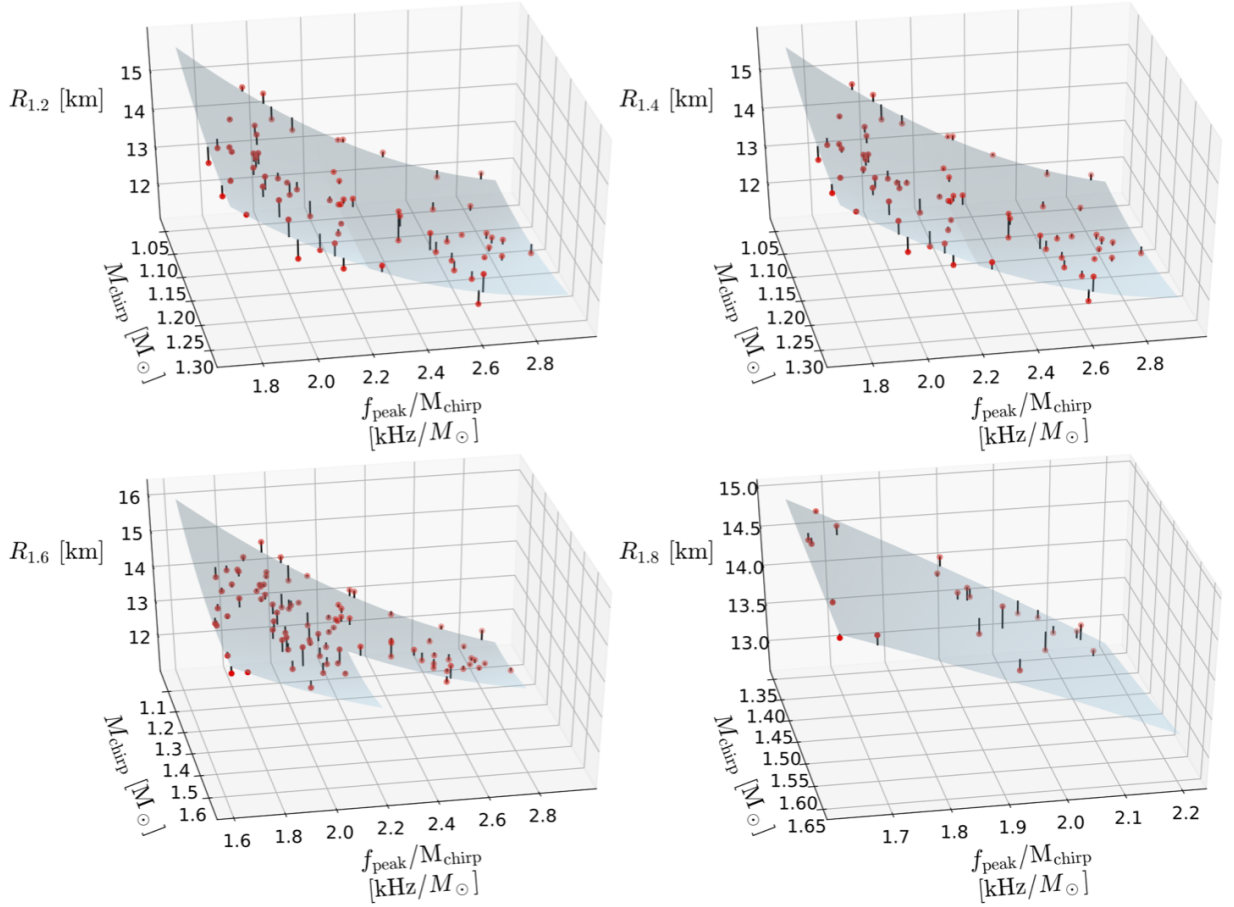 15
R₁.₂ [km]
14
13
12
1.05
1.10
1.15
1.20
1.25
1.30
M_chirp [M_⊙]
1.8 2.0 2.2 2.4 2.6 2.8
f_peak/M_chirp
[kHz/M_⊙]
15
R₁.₄ [km]
14
13
12
1.05
1.10
1.15
1.20
1.25
1.30
M_chirp [M_⊙]
1.8 2.0 2.2 2.4 2.6 2.8
f_peak/M_chirp
[kHz/M_⊙]
16
15
R₁.₆ [km]
14
13
12
1.1
1.2
1.3
1.4
1.5
1.6
M_chirp [M_⊙]
1.6 1.8 2.0 2.2 2.4 2.6 2.8
f_peak/M_chirp
[kHz/M_⊙]
15.0
14.5
R₁.₈ [km]
14.0
13.5
13.0
1.35
1.40
1.45
1.50
1.55
1.60
1.65
M_chirp [M_⊙]
1.7 1.8 1.9 2.0 2.1 2.2
f_peak/M_chirp
[kHz/M_⊙]